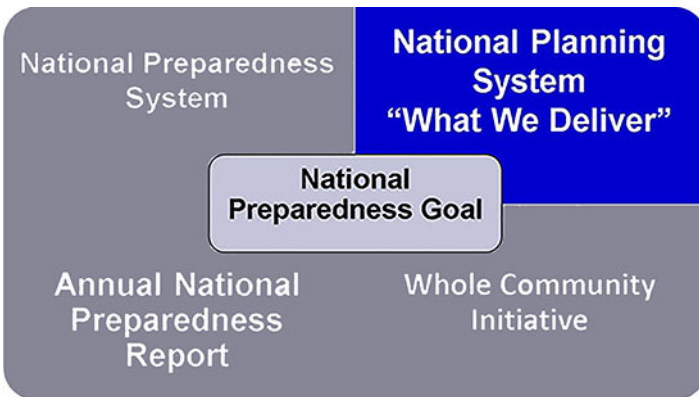 National Preparedness
System
National Planning
System
“What We Deliver”
National
Preparedness Goal
Annual National
Preparedness
Report
Whole Community
Initiative